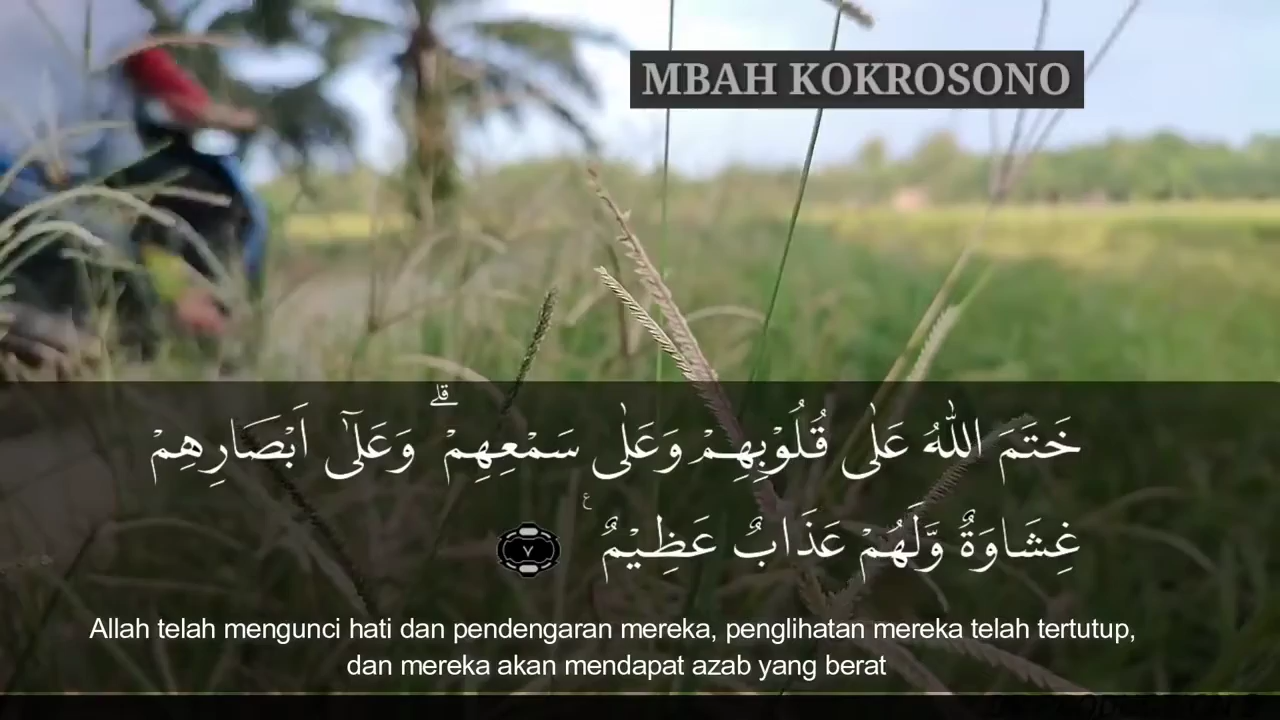 MBAH KOKROSONO
خَتَمَ اللّٰهُ عَلٰى قُلُوْبِهِمْ وَعَلٰى سَمْعِهِمْ ۗ وَعَلٰٓى اَبْصَارِهِمْ
غِشَاوَةٌ وَّلَهُمْ عَذَابٌ عَظِيْمٌ ࣖ ٧
Allah telah mengunci hati dan pendengaran mereka, penglihatan mereka telah tertutup,
dan mereka akan mendapat azab yang berat